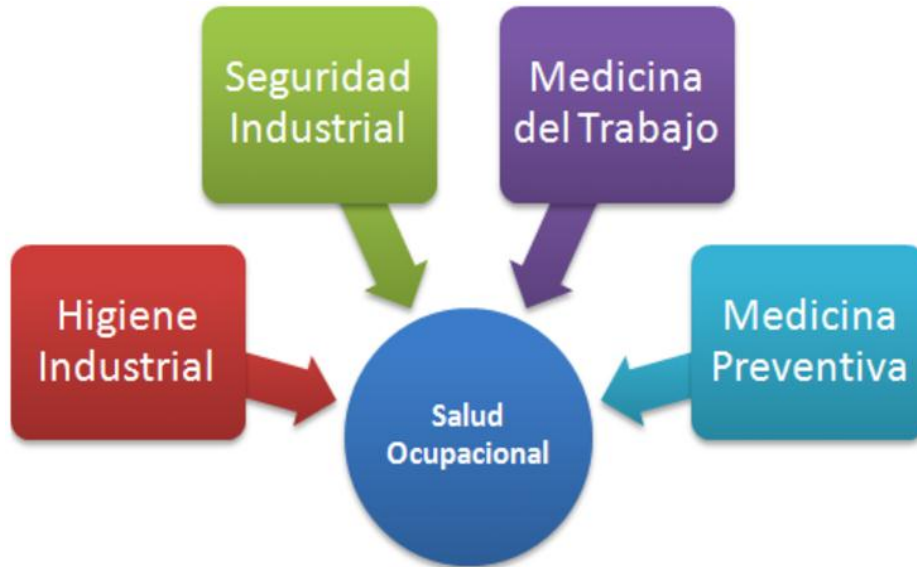 Seguridad
Industrial
Medicina
del Trabajo
Higiene
Industrial
Medicina
Preventiva
Salud
Ocupacional